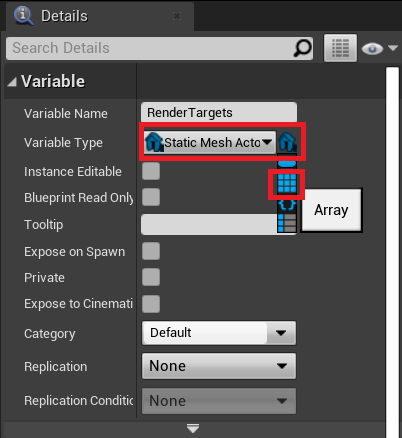 Details
Search Details
Variable
Variable Name
RenderTargets
Variable Type
Static Mesh Acto
Instance Editable
Blueprint Read Only
Tooltip
Array
Expose on Spawn
Private
Expose to Cinemati
Category
Default
Replication
None
Replication Conditio
None